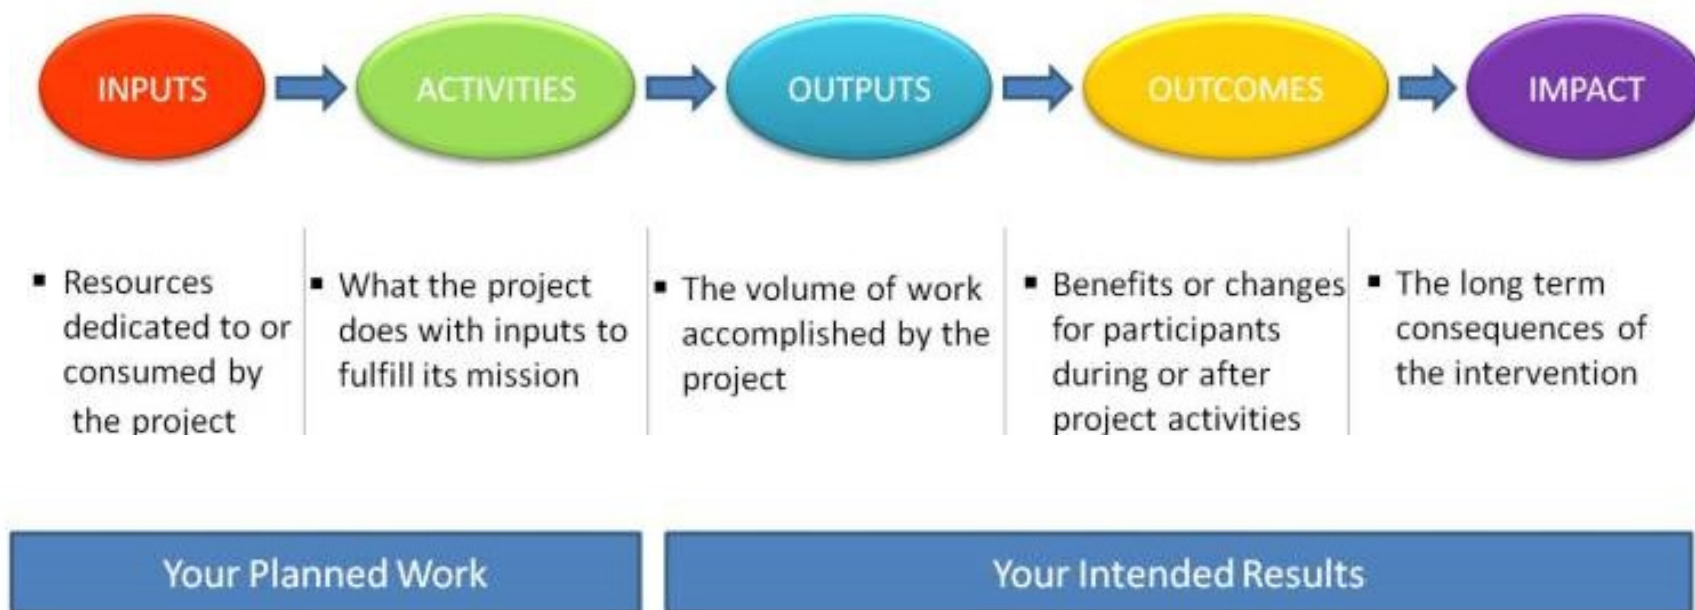 INPUTS
ACTIVITIES
OUTPUTS
OUTCOMES
IMPACT
▪ Resources
dedicated to or
consumed by
the project
▪ What the project
does with inputs to
fulfill its mission
▪ The volume of work
accomplished by the
project
▪ Benefits or changes
for participants
during or after
project activities
▪ The long term
consequences of
the intervention
Your Planned Work
Your Intended Results